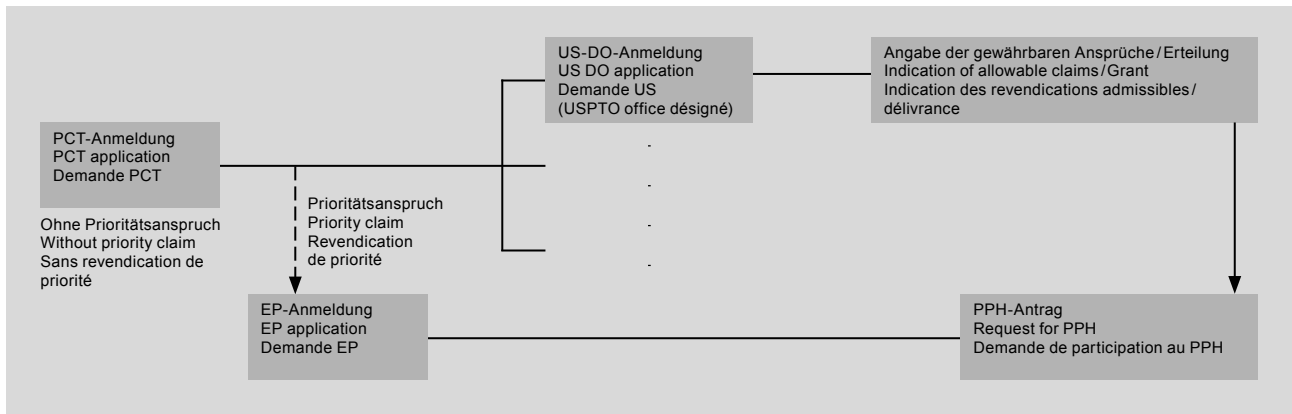 US-DO-Anmeldung
US DO application
Demande US
(USPTO office désigné)
Angabe der gewährbaren Ansprüche/Erteilung
Indication of allowable claims/Grant
Indication des revendications admissibles/
délivrance
PCT-Anmeldung
PCT application
Demande PCT
Ohne Prioritätsanspruch
Without priority claim
Sans revendication de
priorité
Prioritätsanspruch
Priority claim
Revendication
de priorité
EP-Anmeldung
EP application
Demande EP
PPH-Antrag
Request for PPH
Demande de participation au PPH